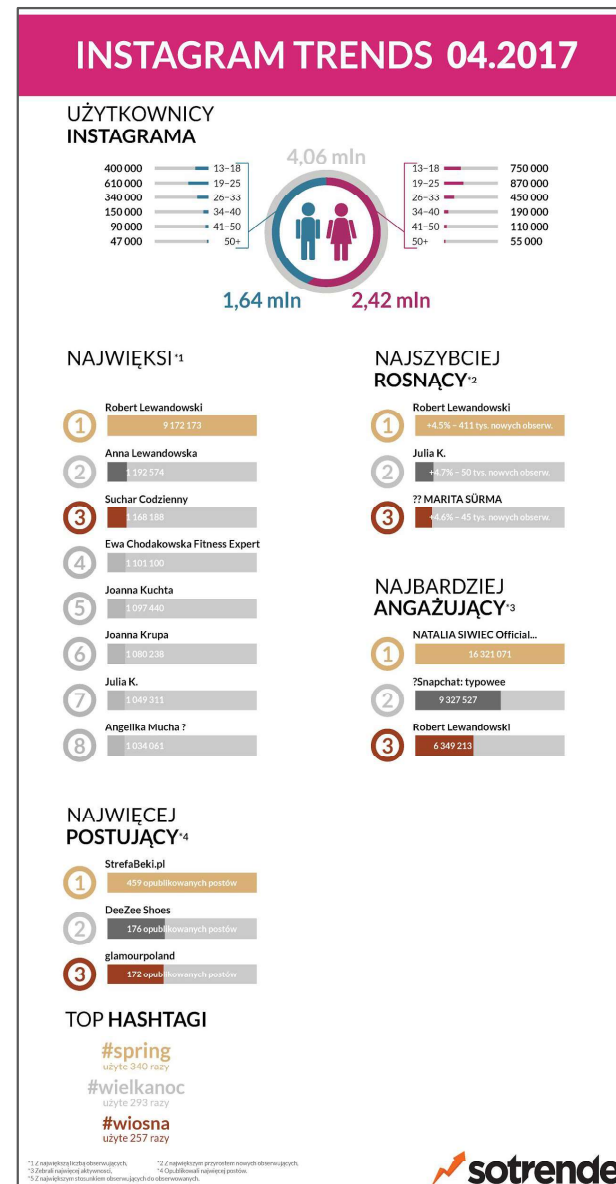 INSTAGRAM TRENDS 04.2017
UŻYTKOWNICY
INSTAGRAMA
4,06 mln
400 000 13–18
610 000 19–25
340 000 26–33
150 000 34–40
90 000 41–50
47 000 50+
13–18 750 000
19–25 870 000
26–33 450 000
34–40 190 000
41–50 110 000
50+ 55 000
1,64 mln 2,42 mln
NAJWIĘKSI*1
Robert Lewandowski
1 9 172 173
Anna Lewandowska
2 1 192 574
Suchar Codzienny
3 1 168 188
Ewa Chodakowska Fitness Expert
4 1 101 100
Joanna Kuchta
5 1 097 440
Joanna Krupa
6 1 080 238
Julia K.
7 1 049 311
Angelika Mucha ?
8 1 034 061
NAJSZYBCIEJ
ROSNĄCY*2
Robert Lewandowski
1 +4.5% – 411 tys. nowych obserw.
Julia K.
2 +4.7% – 50 tys. nowych obserw.
?? MARITA SÜRMA
3 +4.6% – 45 tys. nowych obserw.
NAJBARDZIEJ
ANGAŻUJĄCY*3
NATALIA SIWIEC Official...
1 16 321 071
?Snapchat: typowee
2 9 327 527
Robert Lewandowski
3 6 349 213
NAJWIĘCEJ
POSTUJĄCY*4
StrefaBeki.pl
1 459 opublikowanych postów
DeeZee Shoes
2 176 opublikowanych postów
glamourpoland
3 172 opublikowanych postów
TOP HASHTAGI
#spring
użyte 340 razy
#wielkanoc
użyte 293 razy
#wiosna
użyte 257 razy
*1 Z największą liczbą obserwujących. *2 Z największym przyrostem nowych obserwujących.
*3 Zebrali najwięcej aktywności. *4 Opublikowali najwięcej postów.
*5 Z największym stosunkiem obserwujących do obserwowanych.
sotrende